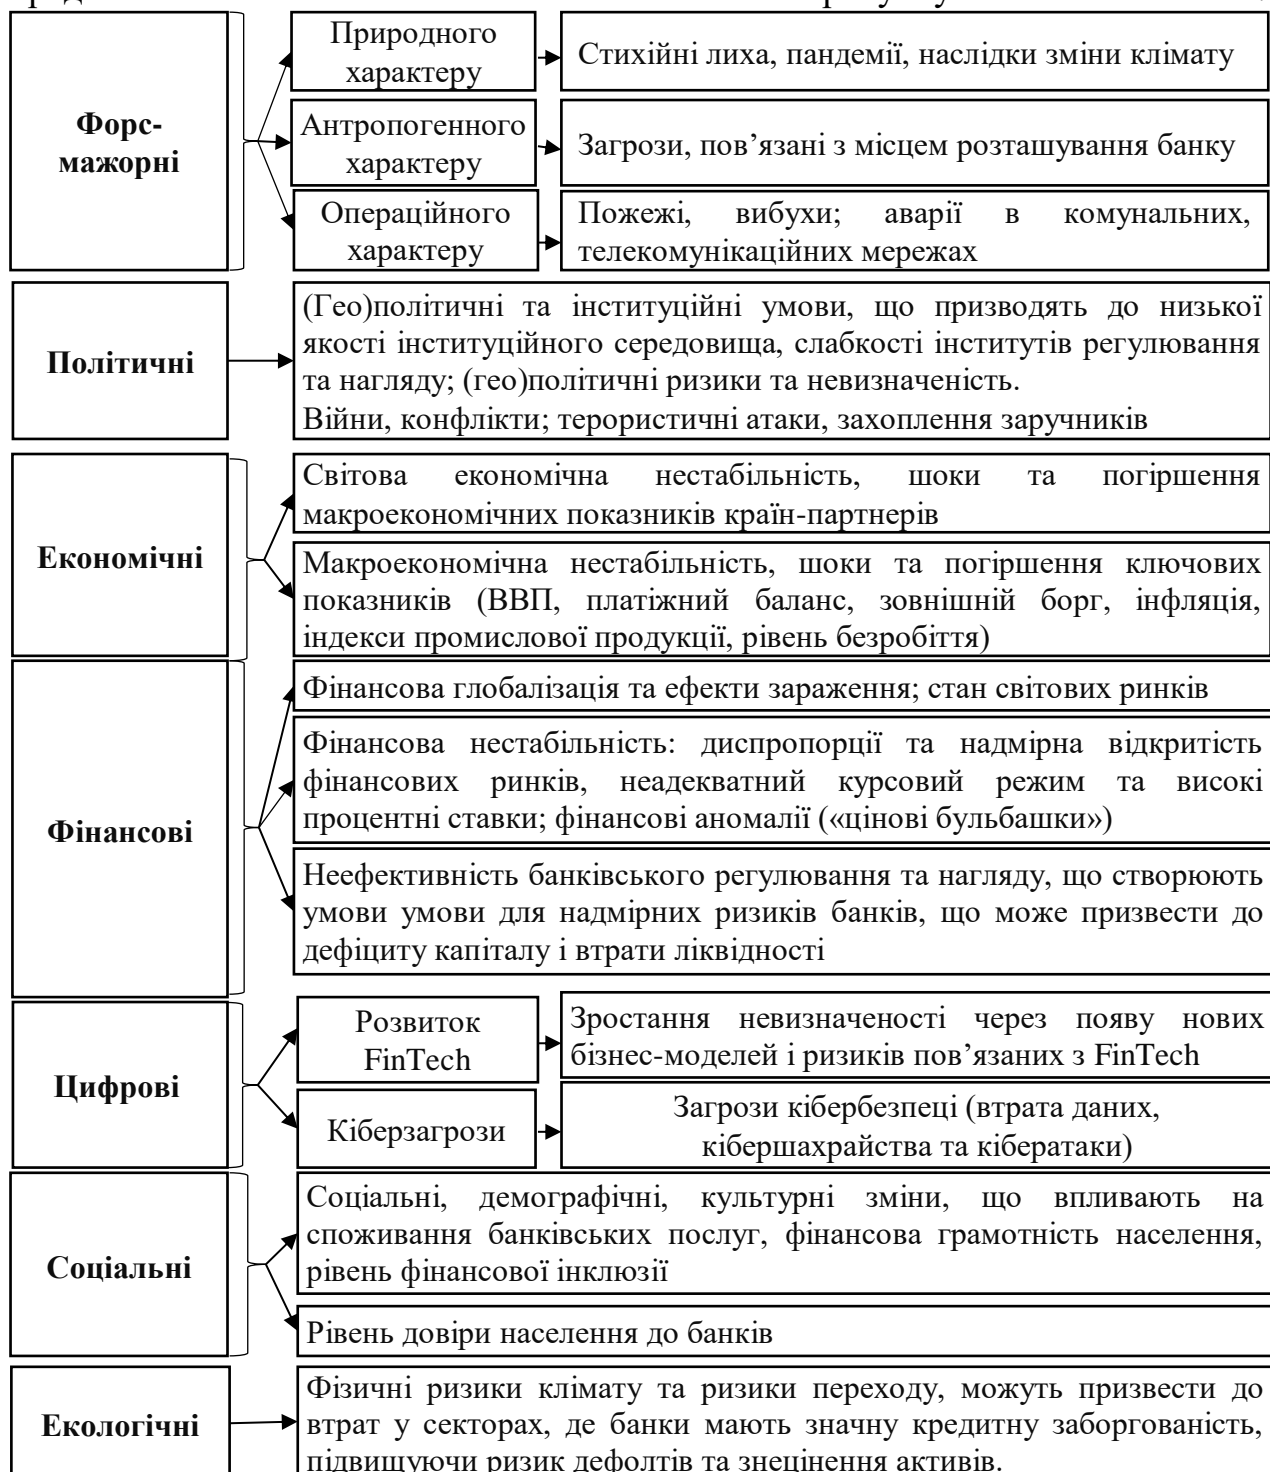 Форс-
мажорні
Природного
характеру
Стихійні лиха, пандемії, наслідки зміни клімату
Антропогенного
характеру
Загрози, пов’язані з місцем розташування банку
Операційного
характеру
Пожежі, вибухи; аварії в комунальних,
телекомунікаційних мережах
Політичні
(Гео)політичні та інституційні умови, що призводять до низької
якості інституційного середовища, слабкості інститутів регулювання
та нагляду; (гео)політичні ризики та невизначеність.
Війни, конфлікти; терористичні атаки, захоплення заручників
Економічні
Світова економічна нестабільність, шоки та погіршення
макроекономічних показників країн-партнерів
Макроекономічна нестабільність, шоки та погіршення ключових
показників (ВВП, платіжний баланс, зовнішній борг, інфляція,
індекси промислової продукції, рівень безробіття)
Фінансові
Фінансова глобалізація та ефекти зараження; стан світових ринків
Фінансова нестабільність: диспропорції та надмірна відкритість
фінансових ринків, неадекватний курсовий режим та високі
процентні ставки; фінансові аномалії («цінові бульбашки»)
Неефективність банківського регулювання та нагляду, що створюють
умови умови для надмірних ризиків банків, що може призвести до
дефіциту капіталу і втрати ліквідності
Цифрові
Розвиток
FinTech
Зростання невизначеності через появу нових
бізнес-моделей і ризиків пов’язаних з FinTech
Кіберзагрози
Загрози кібербезпеці (втрата даних,
кібершахрайства та кібератаки)
Соціальні
Соціальні, демографічні, культурні зміни, що впливають на
споживання банківських послуг, фінансова грамотність населення,
рівень фінансової інклюзії
Рівень довіри населення до банків
Екологічні
Фізичні ризики клімату та ризики переходу, можуть призвести до
втрат у секторах, де банки мають значну кредитну заборгованість,
підвищуючи ризик дефолтів та знецінення активів.